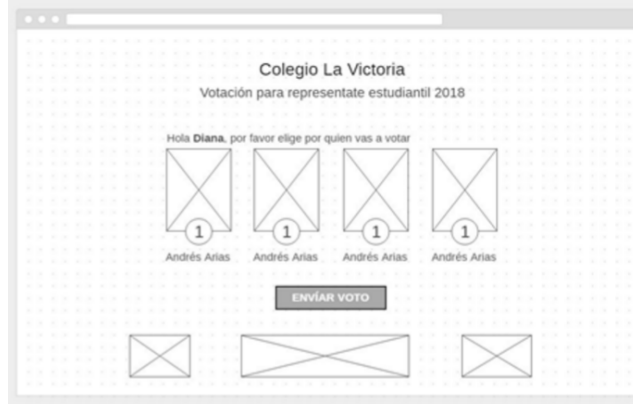 Colegio La Victoria
Votación para representate estudiantil 2018
Hola Diana, por favor elige por quien vas a votar
1 1 1 1
Andrés Arias Andrés Arias Andrés Arias Andrés Arias
ENVÍAR VOTO